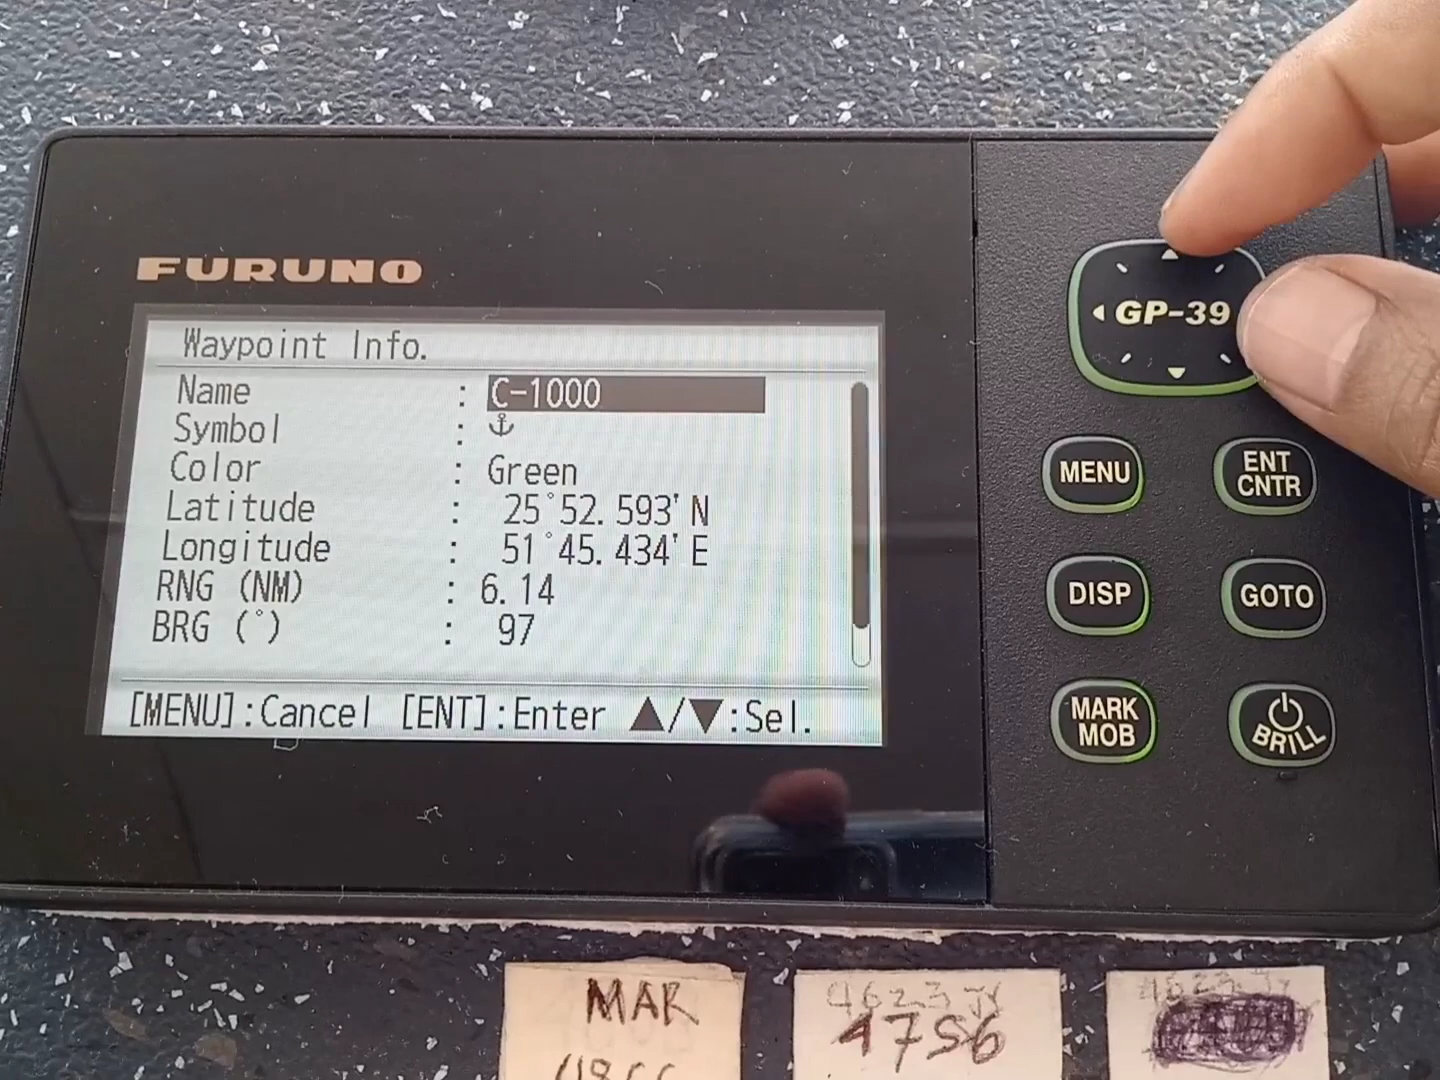 FURUNO
Waypoint Info.
Name : C-1000
Symbol :
Color : Green
Latitude : 25°52.593' N
Longitude : 51°45.434' E
RNG (NM) : 6.14
BRG (°) : 97
[MENU]:Cancel [ENT]:Enter ▲/▼:Sel.
GP-39
MENU
ENT
CNTR
DISP
GOTO
MARK
MOB
BRILL
MAR
4623